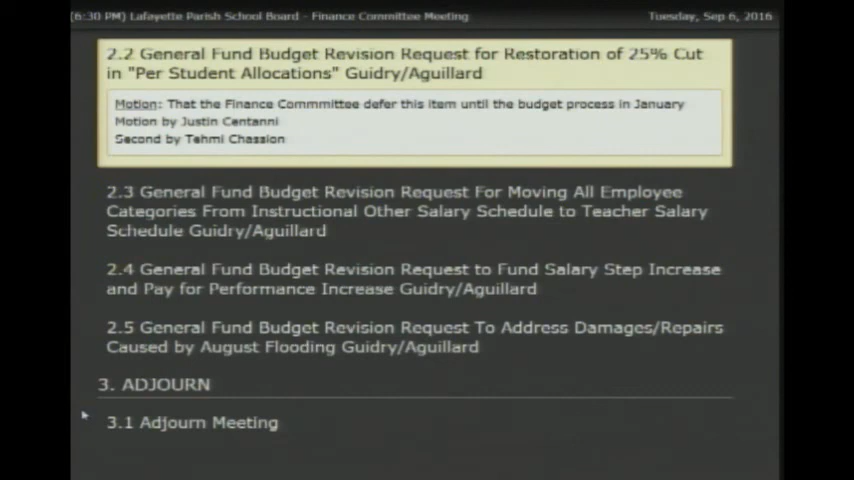 (6:30 PM) Lafayette Parish School Board - Finance Committee Meeting
Tuesday, Sep 6, 2016
2.2 General Fund Budget Revision Request for Restoration of 25% Cut
in "Per Student Allocations" Guidry/Aguillard
Motion: That the Finance Commmittee defer this item until the budget process in January
Motion by Justin Centanni
Second by Tehmi Chassion
2.3 General Fund Budget Revision Request For Moving All Employee
Categories From Instructional Other Salary Schedule to Teacher Salary
Schedule Guidry/Aguillard
2.4 General Fund Budget Revision Request to Fund Salary Step Increase
and Pay for Performance Increase Guidry/Aguillard
2.5 General Fund Budget Revision Request To Address Damages/Repairs
Caused by August Flooding Guidry/Aguillard
3. ADJOURN
3.1 Adjourn Meeting